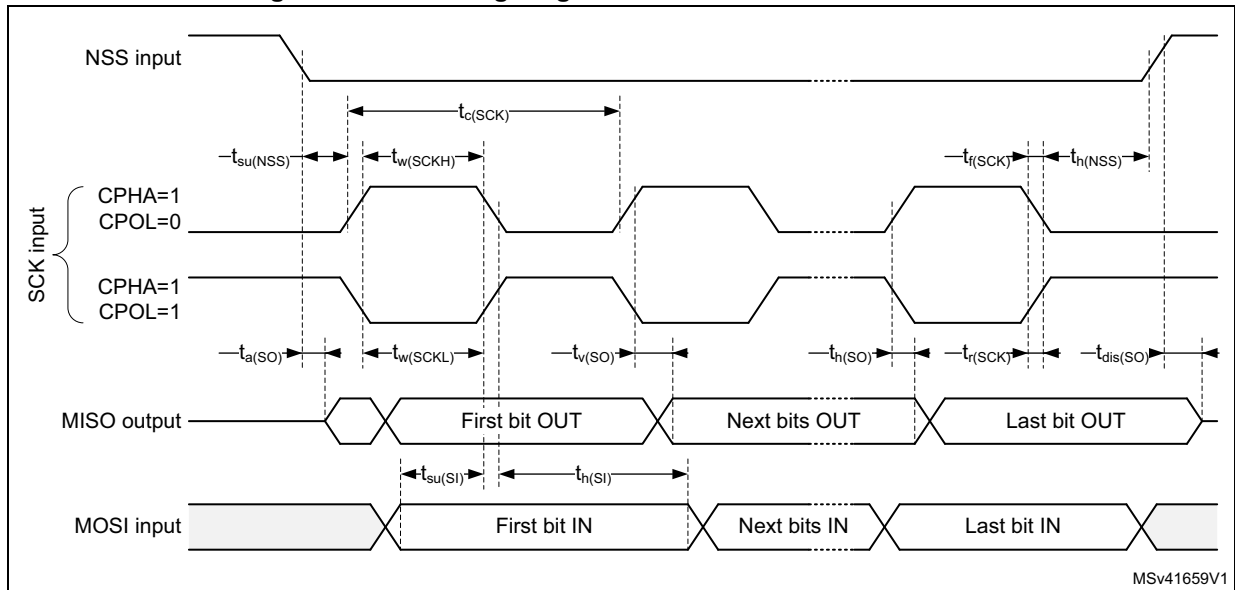 NSS input
tc(SCK)
tsu(NSS)
tw(SCKH)
tf(SCK)
th(NSS)
SCK input
CPHA=1
CPOL=0
CPHA=1
CPOL=1
ta(SO)
tw(SCKL)
tv(SO)
th(SO)
tr(SCK)
tdis(SO)
MISO output
First bit OUT
Next bits OUT
Last bit OUT
tsu(SI)
th(SI)
MOSI input
First bit IN
Next bits IN
Last bit IN
MSv41659V1